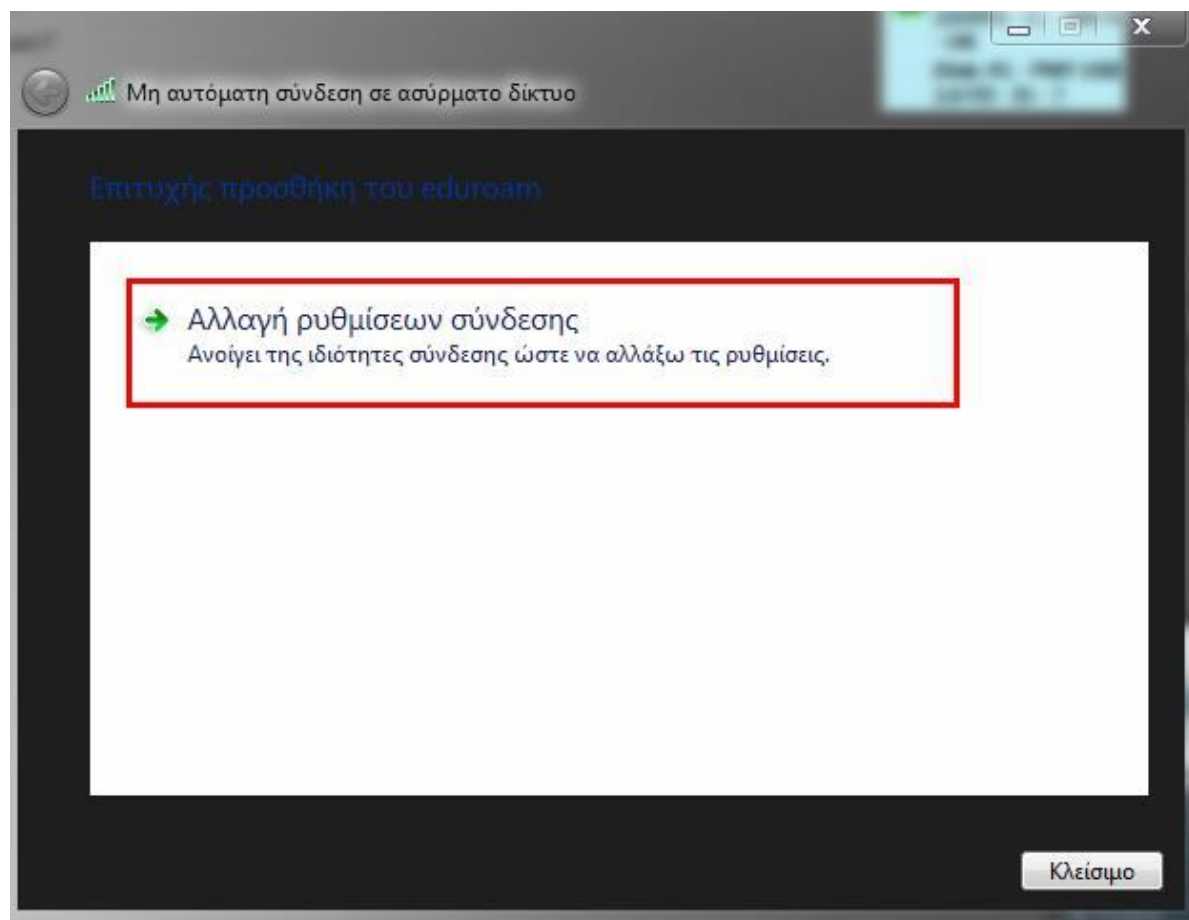 Μη αυτόματη σύνδεση σε ασύρματο δίκτυο
Επιτυχής προσθήκη του eduroam
Αλλαγή ρυθμίσεων σύνδεσης
Ανοίγει της ιδιότητες σύνδεσης ώστε να αλλάξω τις ρυθμίσεις.
Κλείσιμο